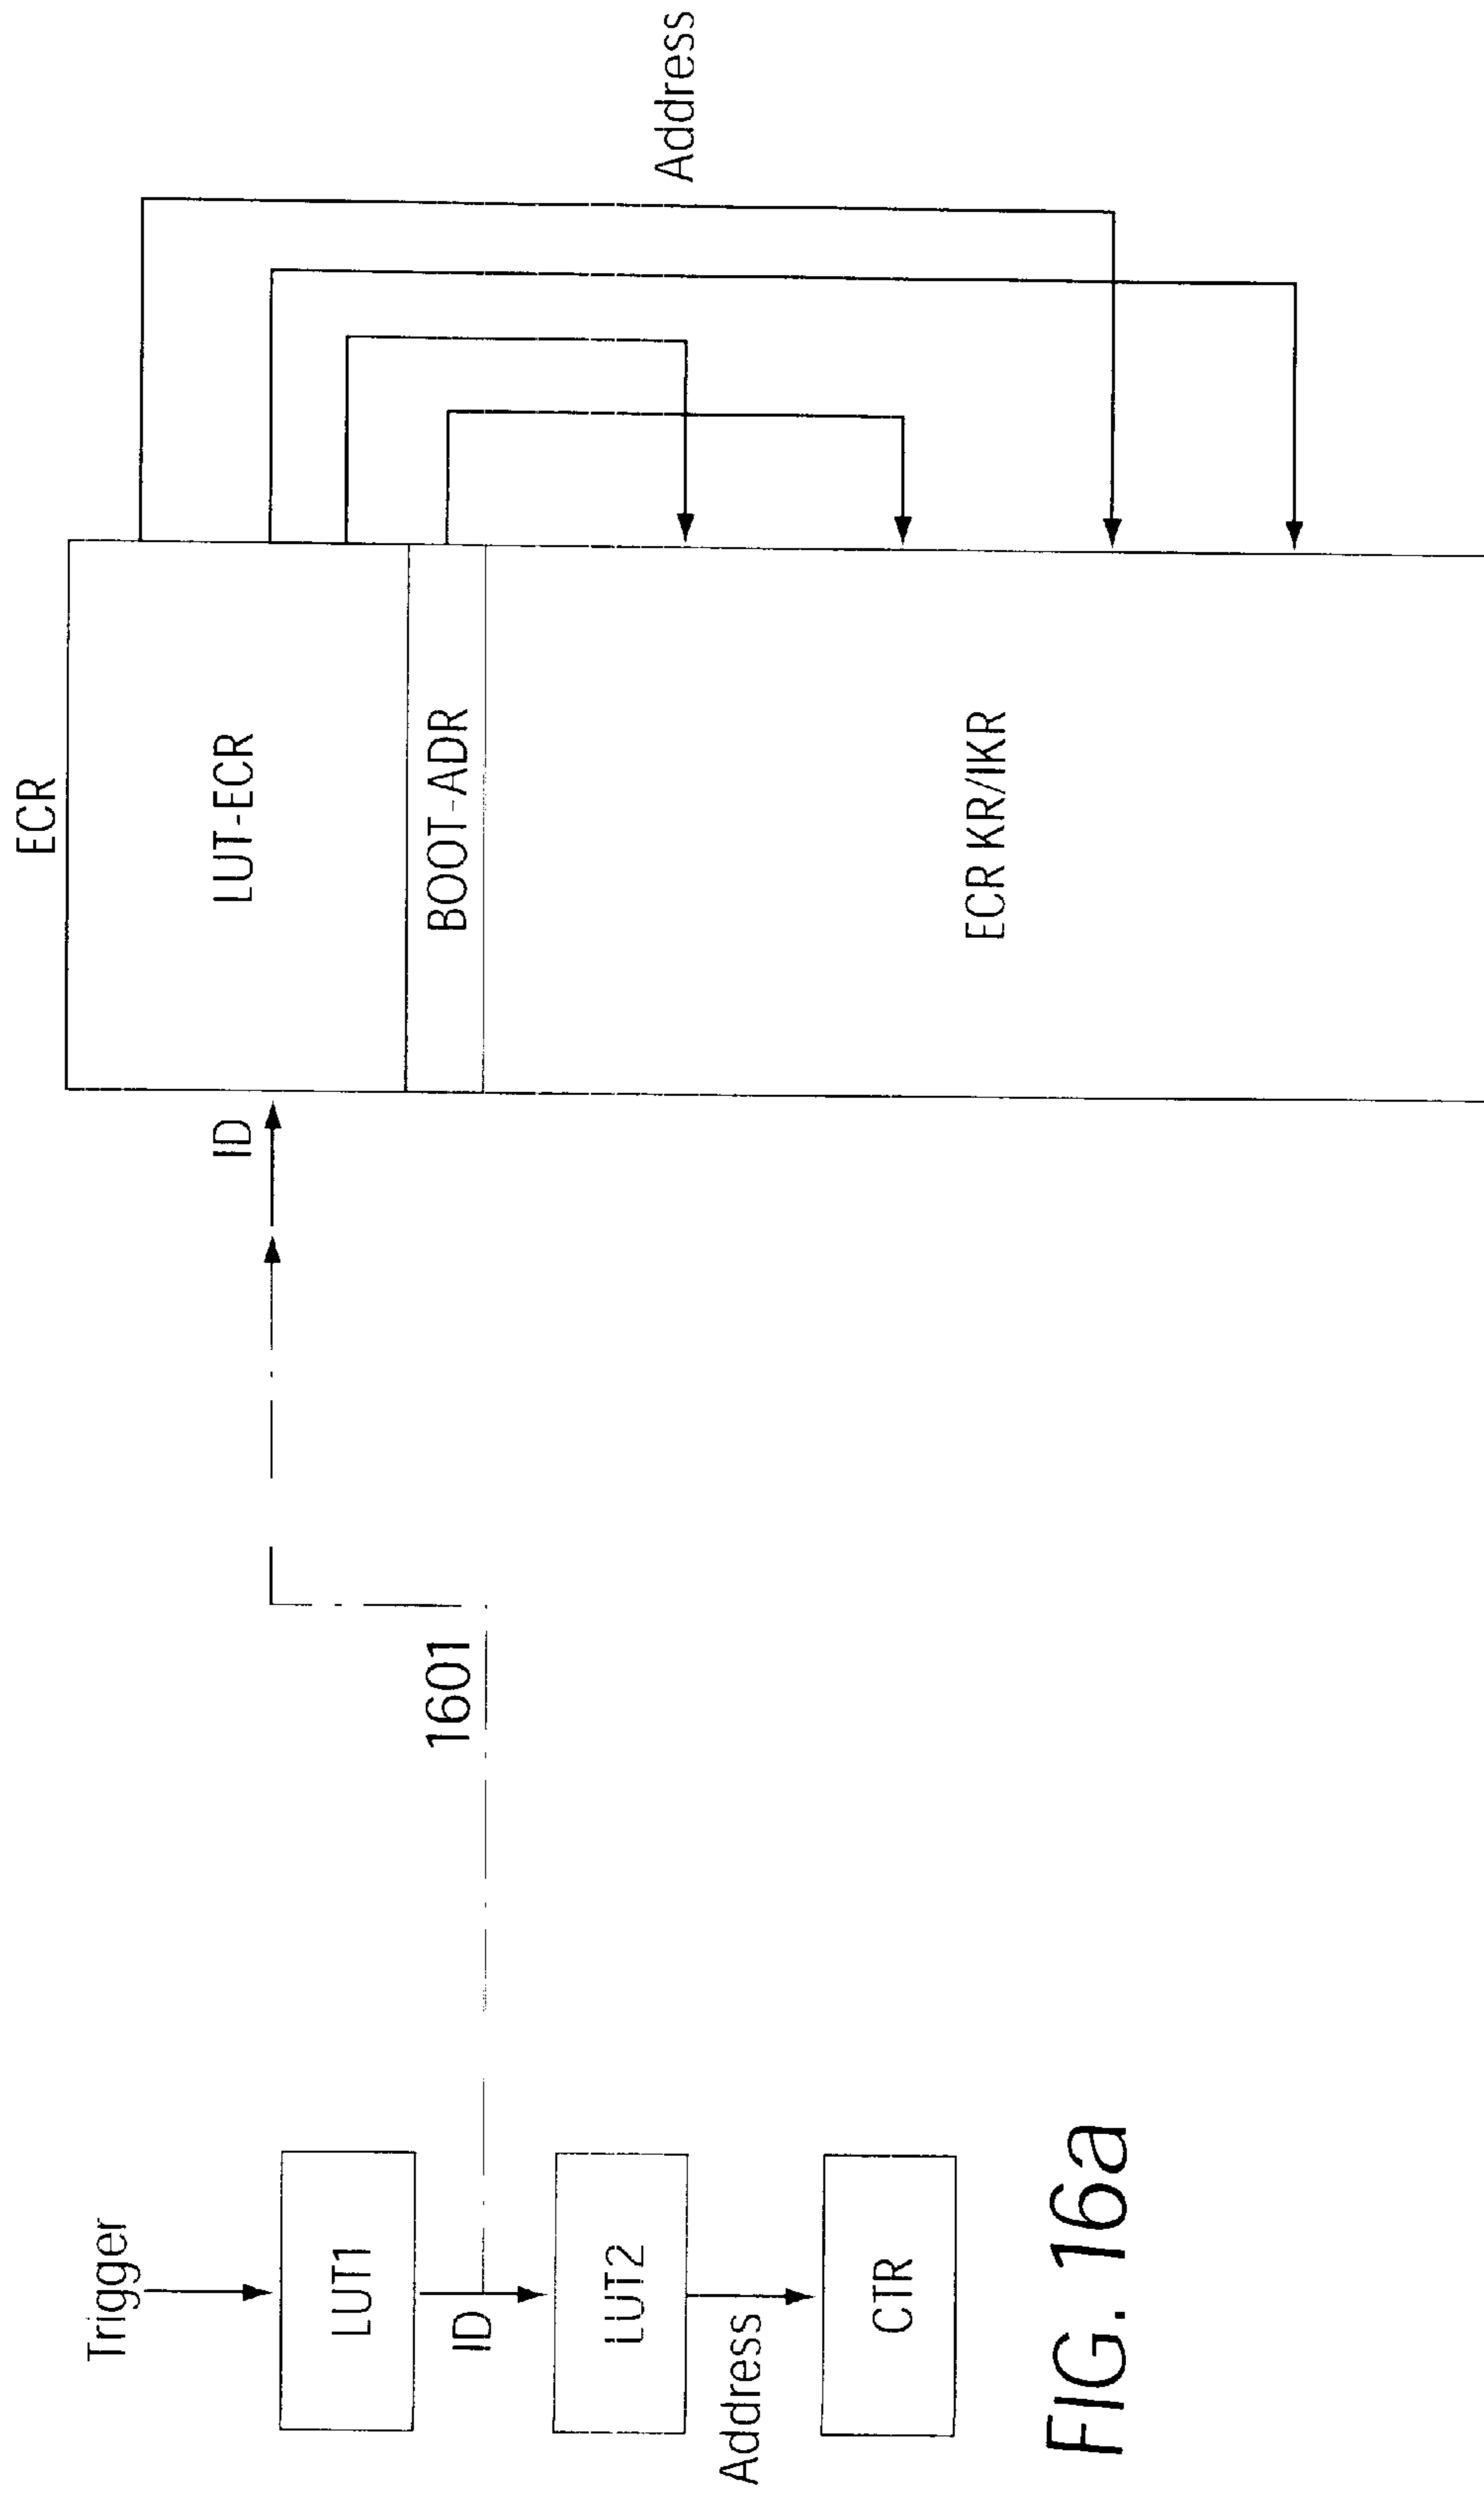 Trigger
LUT1
ID
LUT2
Address
CTR
1601
ID
ECR
LUT-ECR
BOOT-ADR
ECR KR/IKR
Address
FIG. 16a